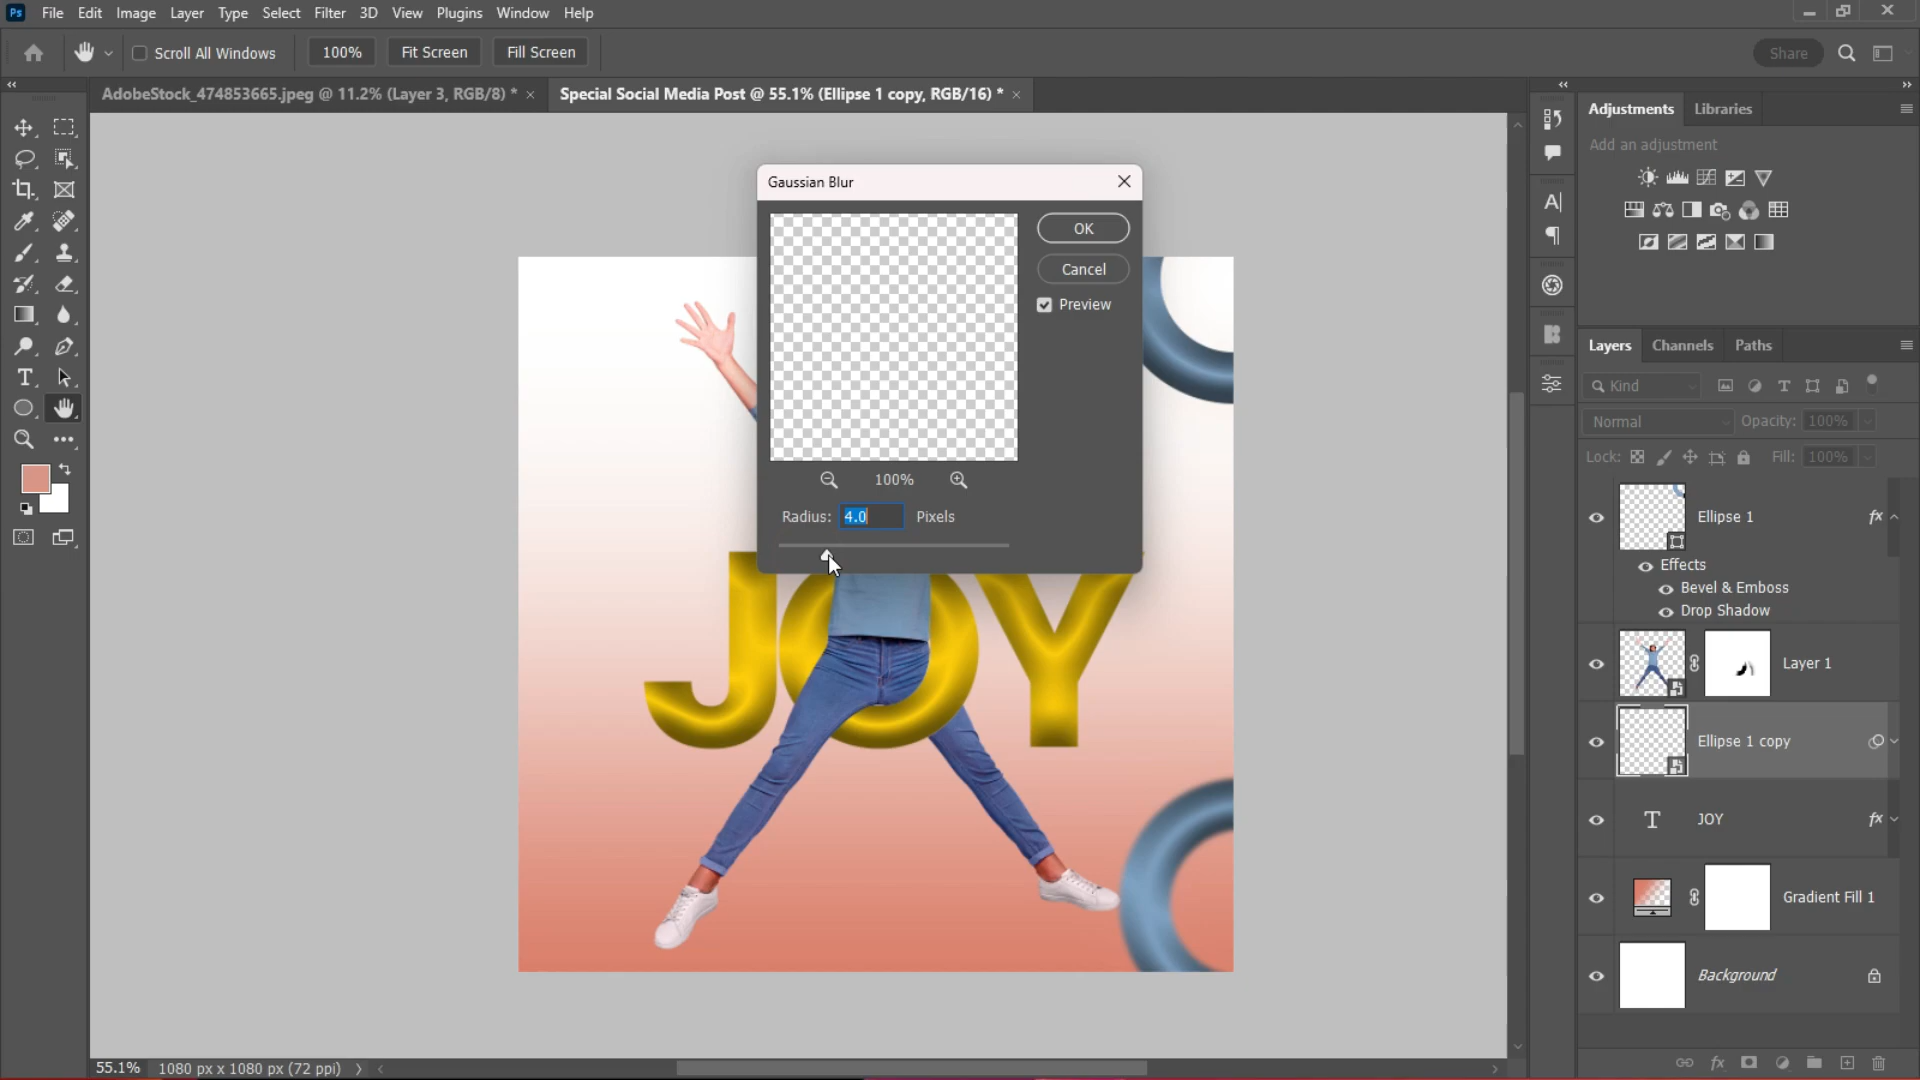 Ps File Edit Image Layer Type Select Filter 3D View Plugins Window Help
Scroll All Windows 100% Fit Screen Fill Screen Share
AdobeStock_474853665.jpeg @ 11.2% (Layer 3, RGB/8) * × Special Social Media Post @ 55.1% (Ellipse 1 copy, RGB/16) * ×
Gaussian Blur
OK
Cancel
Preview
100%
Radius: 4.0 Pixels
JOY
Adjustments Libraries
Add an adjustment
Layers Channels Paths
Kind
Normal Opacity: 100%
Lock: Fill: 100%
Ellipse 1 fx
Effects
Bevel & Emboss
Drop Shadow
Layer 1
Ellipse 1 copy
T JOY fx
Gradient Fill 1
Background
55.1% 1080 px x 1080 px (72 ppi)